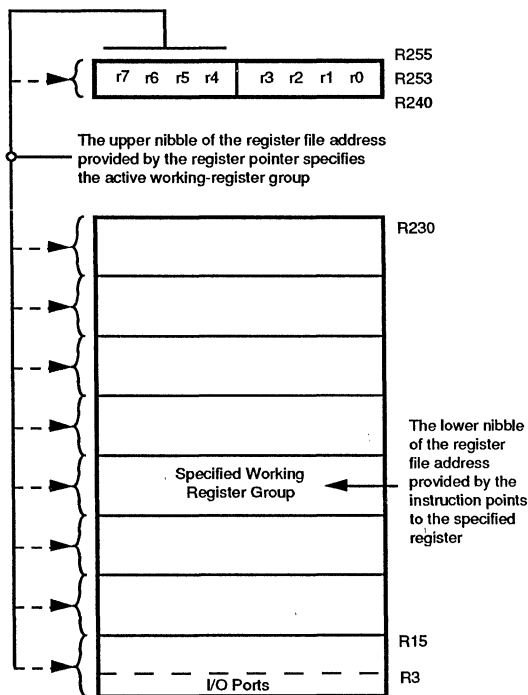 R255
r7 r6 r5 r4 r3 r2 r1 r0
R253
R240
The upper nibble of the register file address
provided by the register pointer specifies
the active working-register group
R230
The lower nibble
of the register
file address
provided by the
instruction points
to the specified
register
Specified Working
Register Group
R15
R3
I/O Ports